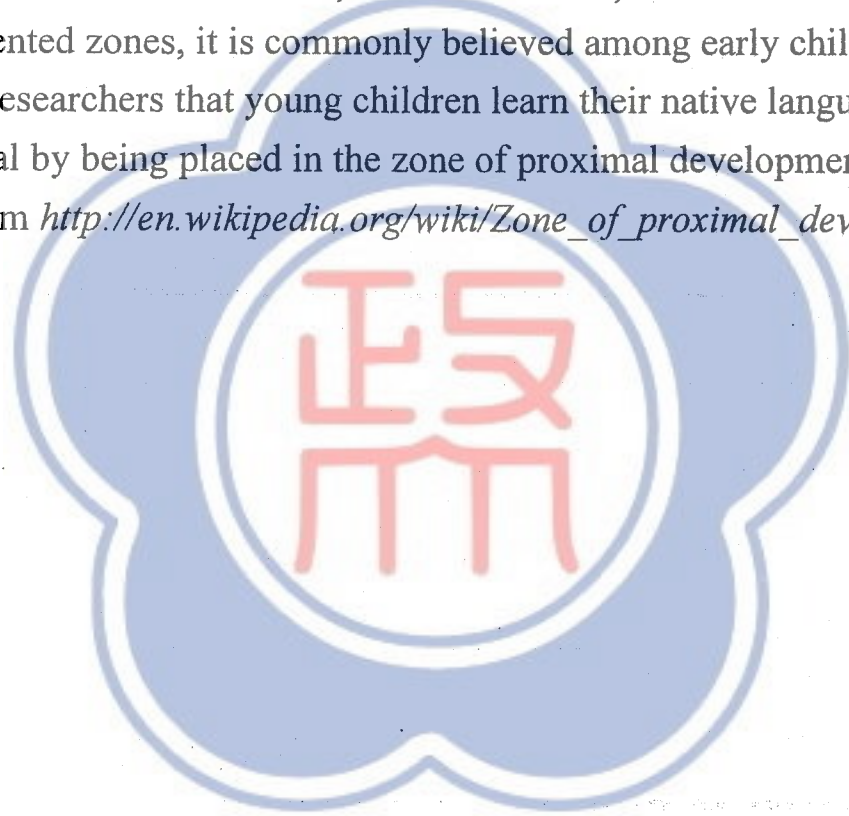 ented zones, it is commonly believed among early chil
esearchers that young children learn their native langu
al by being placed in the zone of proximal developmen
m http://en.wikipedia.org/wiki/Zone_of_proximal_dev
政大